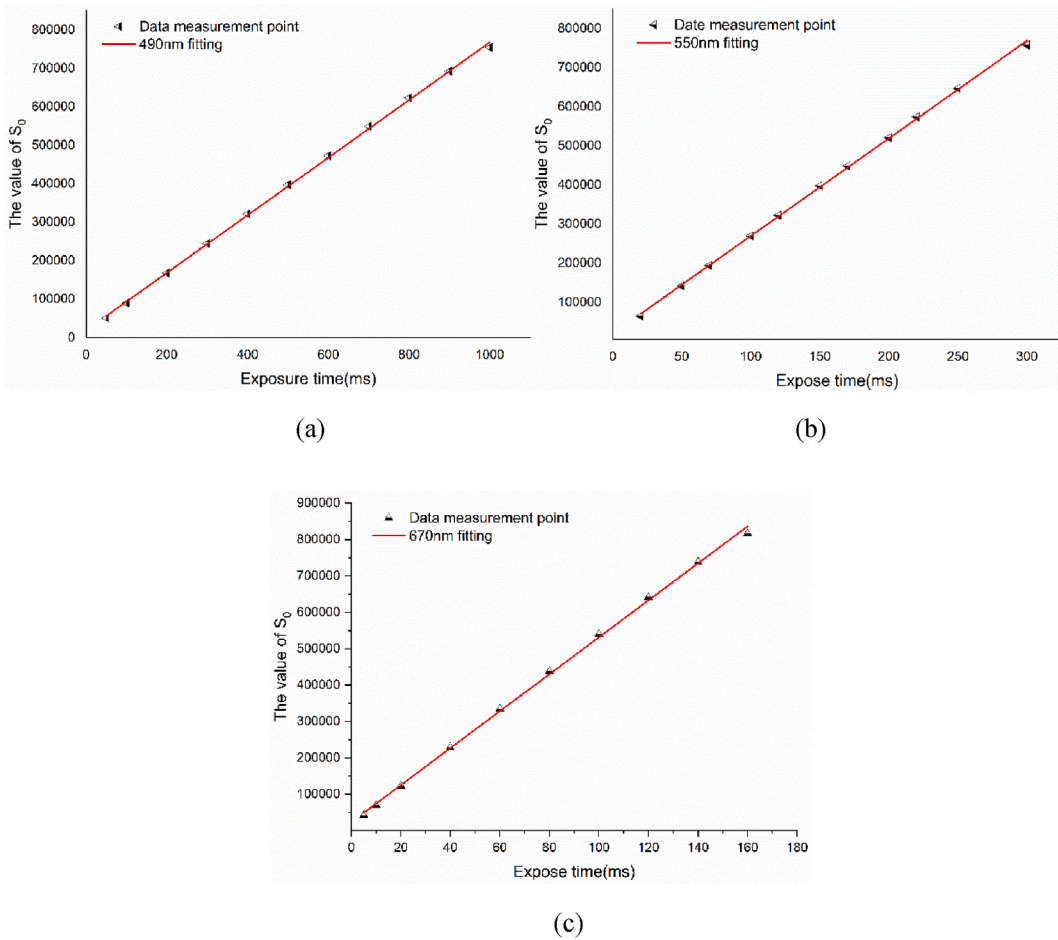 Data measurement point
490nm fitting
The value of S0
800000
700000
600000
500000
400000
300000
200000
100000
0
0 200 400 600 800 1000
Exposure time(ms)
(a)
Date measurement point
550nm fitting
The value of S0
800000
700000
600000
500000
400000
300000
200000
100000
0 50 100 150 200 250 300
Expose time(ms)
(b)
Data measurement point
670nm fitting
The value of S0
900000
800000
700000
600000
500000
400000
300000
200000
100000
0 20 40 60 80 100 120 140 160 180
Expose time(ms)
(c)